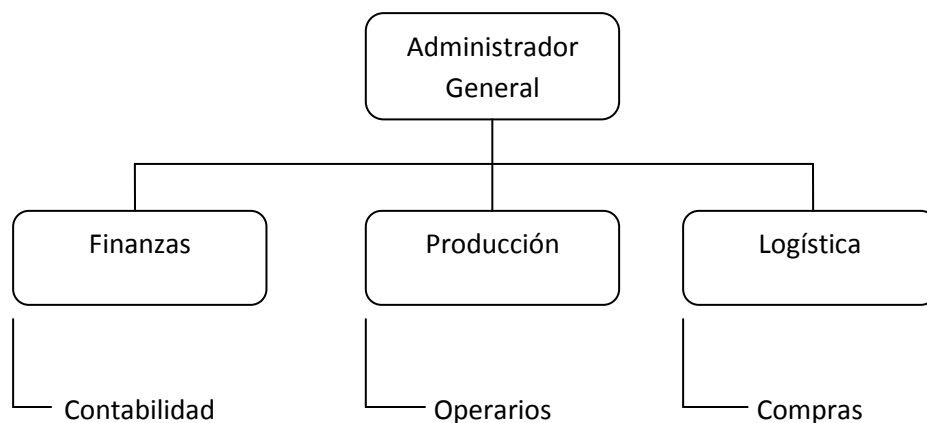 Administrador
General
Finanzas
Producción
Logística
Contabilidad
Operarios
Compras